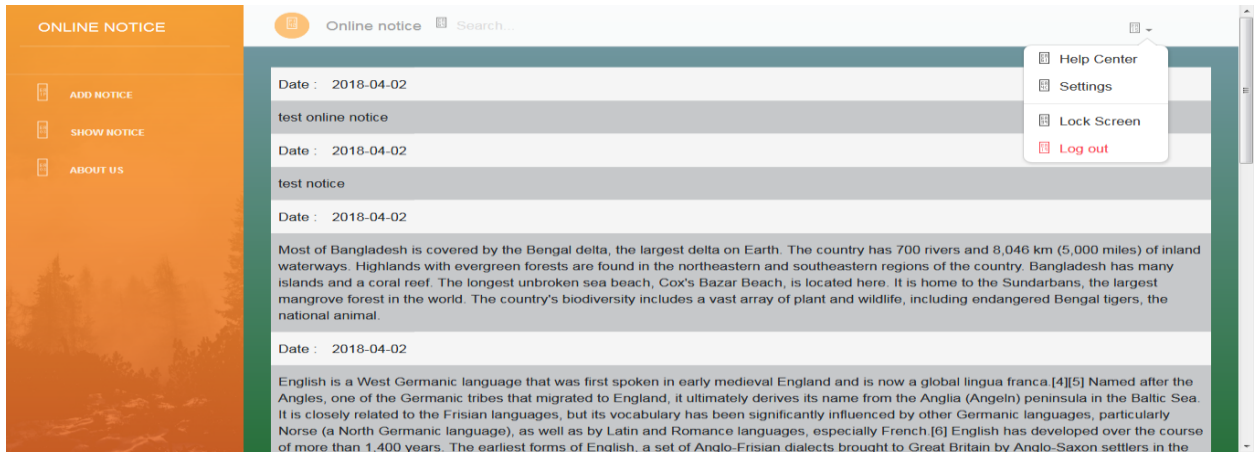 ONLINE NOTICE
ADD NOTICE
SHOW NOTICE
ABOUT US
Online notice Search...
Help Center
Settings
Lock Screen
Log out
Date : 2018-04-02
test online notice
Date : 2018-04-02
test notice
Date : 2018-04-02
Most of Bangladesh is covered by the Bengal delta, the largest delta on Earth. The country has 700 rivers and 8,046 km (5,000 miles) of inland
waterways. Highlands with evergreen forests are found in the northeastern and southeastern regions of the country. Bangladesh has many
islands and a coral reef. The longest unbroken sea beach, Cox's Bazar Beach, is located here. It is home to the Sundarbans, the largest
mangrove forest in the world. The country's biodiversity includes a vast array of plant and wildlife, including endangered Bengal tigers, the
national animal.
Date : 2018-04-02
English is a West Germanic language that was first spoken in early medieval England and is now a global lingua franca.[4][5] Named after the
Angles, one of the Germanic tribes that migrated to England, it ultimately derives its name from the Anglia (Angeln) peninsula in the Baltic Sea.
It is closely related to the Frisian languages, but its vocabulary has been significantly influenced by other Germanic languages, particularly
Norse (a North Germanic language), as well as by Latin and Romance languages, especially French.[6] English has developed over the course
of more than 1,400 years. The earliest forms of English, a set of Anglo-Frisian dialects brought to Great Britain by Anglo-Saxon settlers in the